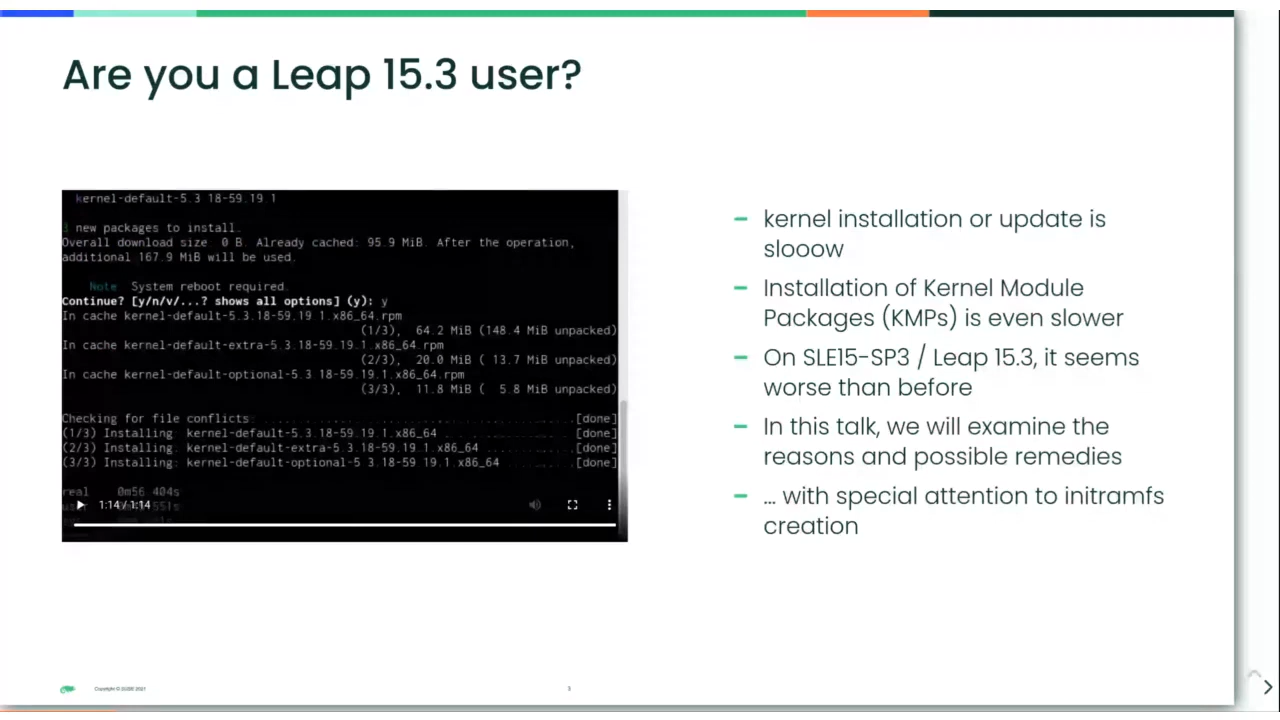 Are you a Leap 15.3 user?
kernel-default-5.3 18-59.19.1
3 new packages to install.
Overall download size: 0 B. Already cached: 95.9 MiB. After the operation,
additional 167.9 MiB will be used.
Note System reboot required.
Continue? [y/n/v/...? shows all options] (y): y
In cache kernel-default-5.3.18-59.19 1.x86_64.rpm
(1/3), 64.2 MiB (148.4 MiB unpacked)
In cache kernel-default-extra-5.3.18-59.19.1.x86_64.rpm
(2/3), 20.0 MiB ( 13.7 MiB unpacked)
In cache kernel-default-optional-5.3 18-59.19.1.x86_64.rpm
(3/3), 11.8 MiB (  5.8 MiB unpacked)
Checking for file conflicts: ......[done]
(1/3) Installing: kernel-default-5.3.18-59.19.1.x86_64 ......[done]
(2/3) Installing: kernel-default-extra-5.3.18-59.19.1.x86_64 ......[done]
(3/3) Installing: kernel-default-optional-5 3.18-59 19.1.x86_64 ......[done]
real 0m56 404s
1:14 / 1:14
– kernel installation or update is
slooow
– Installation of Kernel Module
Packages (KMPs) is even slower
– On SLE15-SP3 / Leap 15.3, it seems
worse than before
– In this talk, we will examine the
reasons and possible remedies
– … with special attention to initramfs
creation
Copyright © SUSE 2021
3